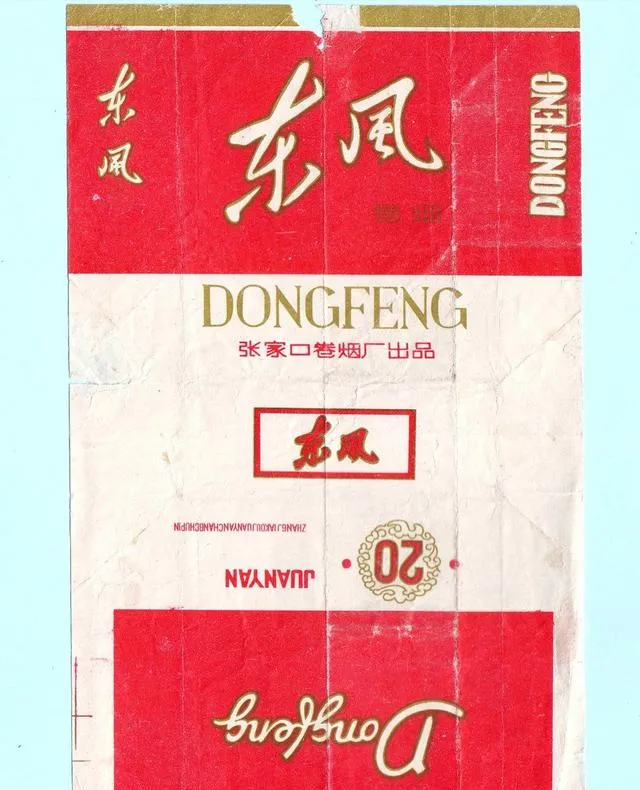 东风
东风
DONGFENG
DONGFENG
张家口卷烟厂出品
东风
ZHANGJIAKOUJUANYANCHANGCHUPIN
JUANYAN
20
Dongfeng